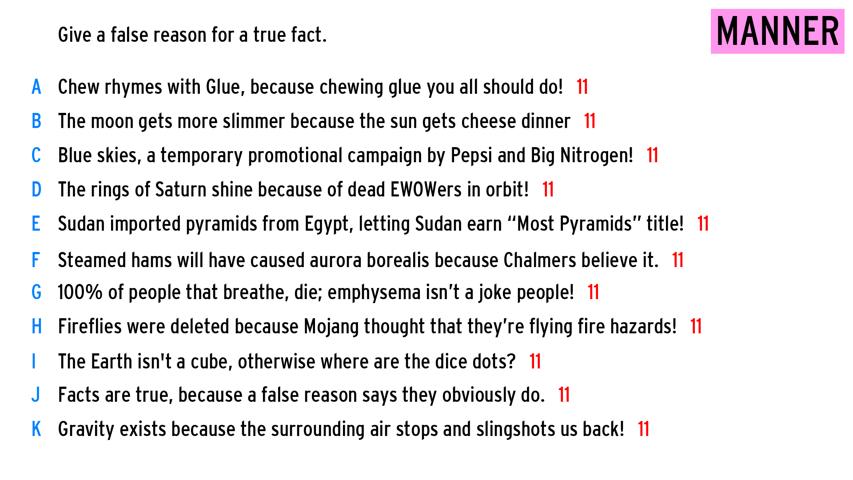 Give a false reason for a true fact.
MANNER
A Chew rhymes with Glue, because chewing glue you all should do! 11
B The moon gets more slimmer because the sun gets cheese dinner 11
C Blue skies, a temporary promotional campaign by Pepsi and Big Nitrogen! 11
D The rings of Saturn shine because of dead EWOWers in orbit! 11
E Sudan imported pyramids from Egypt, letting Sudan earn “Most Pyramids” title! 11
F Steamed hams will have caused aurora borealis because Chalmers believe it. 11
G 100% of people that breathe, die; emphysema isn’t a joke people! 11
H Fireflies were deleted because Mojang thought that they’re flying fire hazards! 11
I The Earth isn't a cube, otherwise where are the dice dots? 11
J Facts are true, because a false reason says they obviously do. 11
K Gravity exists because the surrounding air stops and slingshots us back! 11